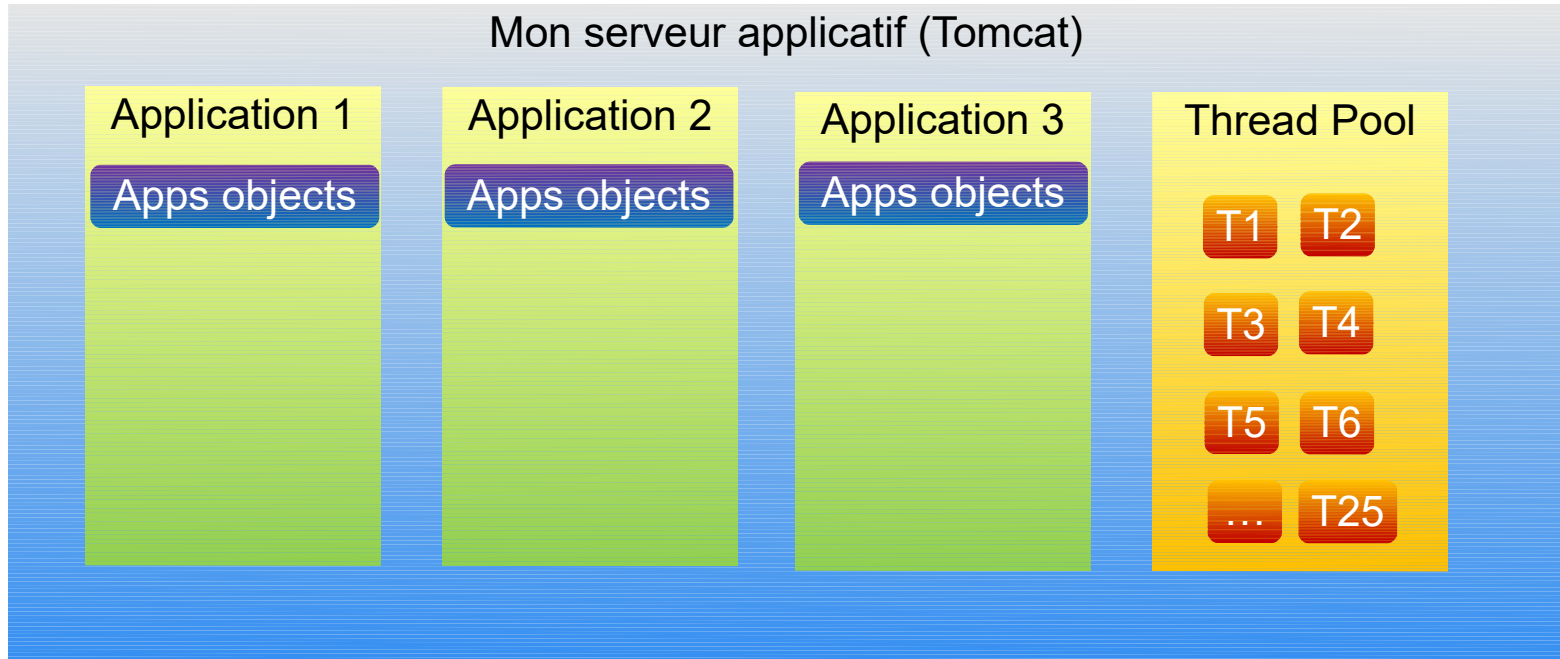 Mon serveur applicatif (Tomcat)
Application 1
Apps objects
Application 2
Apps objects
Application 3
Apps objects
Thread Pool
T1 T2
T3 T4
T5 T6
... T25